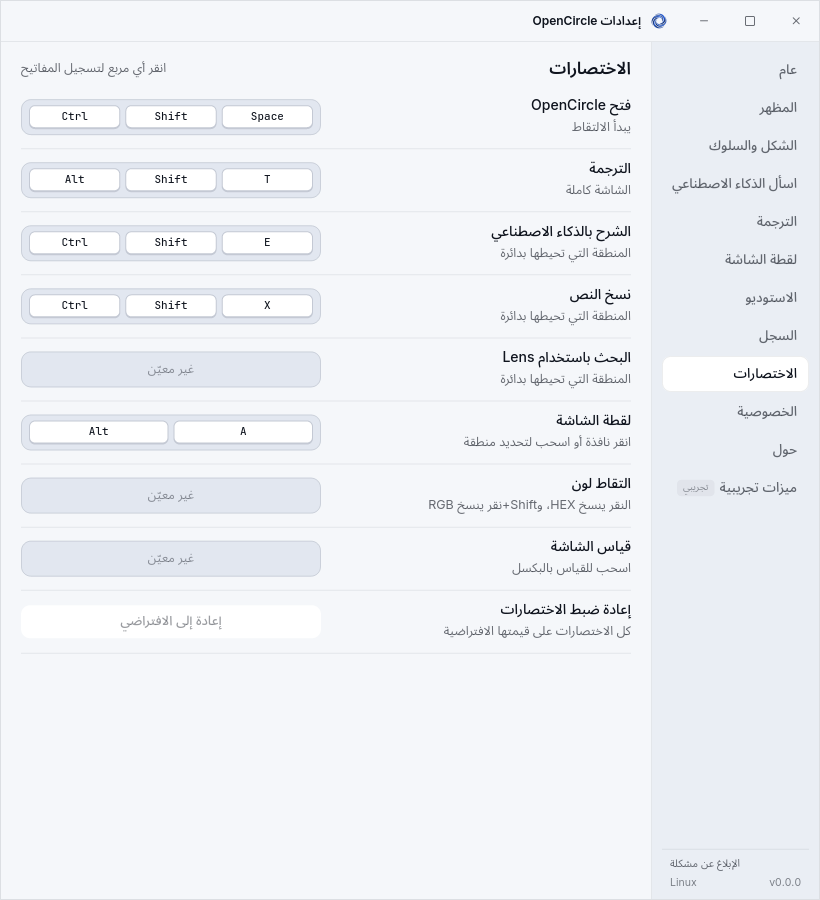 إعدادات OpenCircle
عام
المظهر
الشكل والسلوك
اسأل الذكاء الاصطناعي
الترجمة
لقطة الشاشة
الاستوديو
السجل
الاختصارات
الخصوصية
حول
ميزات تجريبية تجريبي
الإبلاغ عن مشكلة
v0.0.0 Linux
الاختصارات
انقر أي مربع لتسجيل المفاتيح
فتح OpenCircle
يبدأ الالتقاط
Ctrl Shift Space
الترجمة
الشاشة كاملة
Alt Shift T
الشرح بالذكاء الاصطناعي
المنطقة التي تحيطها بدائرة
Ctrl Shift E
نسخ النص
المنطقة التي تحيطها بدائرة
Ctrl Shift X
البحث باستخدام Lens
المنطقة التي تحيطها بدائرة
غير معيّن
لقطة الشاشة
انقر نافذة أو اسحب لتحديد منطقة
Alt A
التقاط لون
النقر ينسخ HEX، وShift+نقر ينسخ RGB
غير معيّن
قياس الشاشة
اسحب للقياس بالبكسل
غير معيّن
إعادة ضبط الاختصارات
كل الاختصارات على قيمتها الافتراضية
إعادة إلى الافتراضي